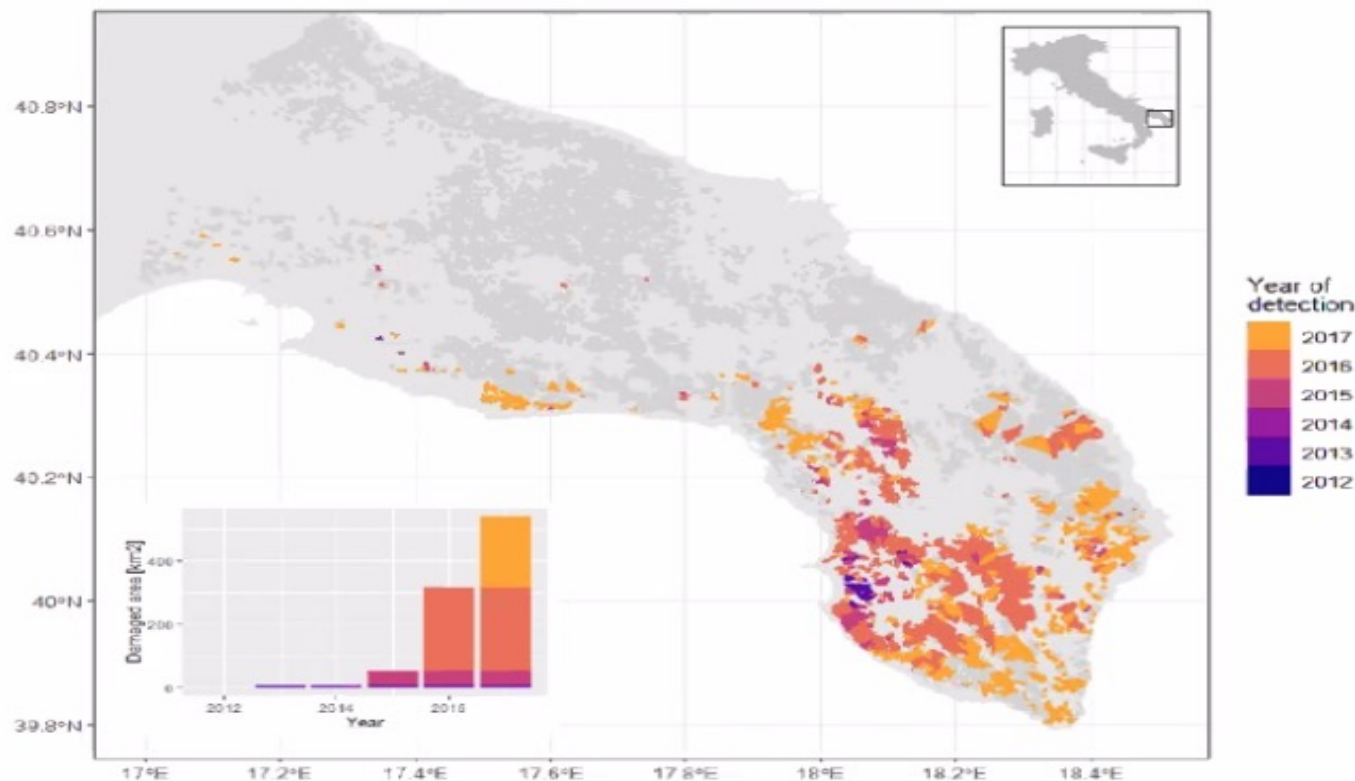 40.8°N
40.6°N
40.4°N
40.2°N
40°N
39.8°N
17°E
17.2°E
17.4°E
17.6°E
17.8°E
18°E
18.2°E
18.4°E
Year of
detection
2017
2016
2015
2014
2013
2012
Damaged area [km2]
400
200
0
2012
2014
2016
Year